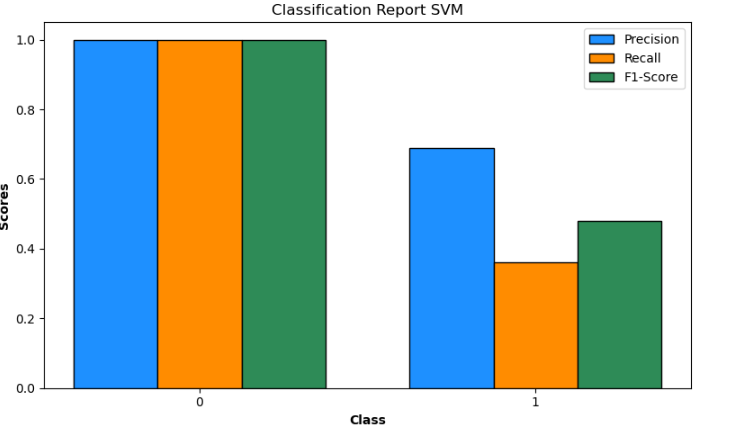 Classification Report SVM
Precision
Recall
F1-Score
1.0
0.8
0.6
0.4
0.2
0.0
Scores
0
1
Class